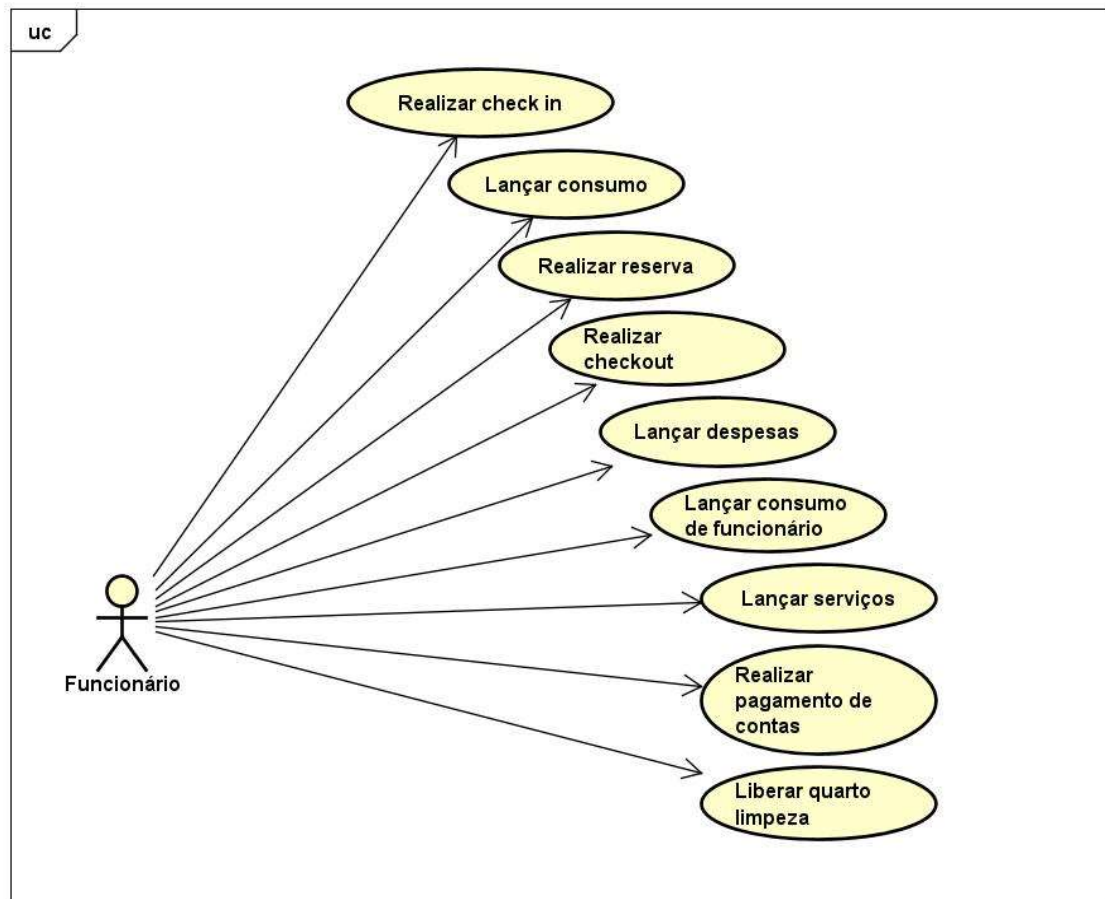 uc
Realizar check in
Lançar consumo
Realizar reserva
Realizar
checkout
Lançar despesas
Lançar consumo
de funcionário
Lançar serviços
Funcionário
Realizar
pagamento de
contas
Liberar quarto
limpeza